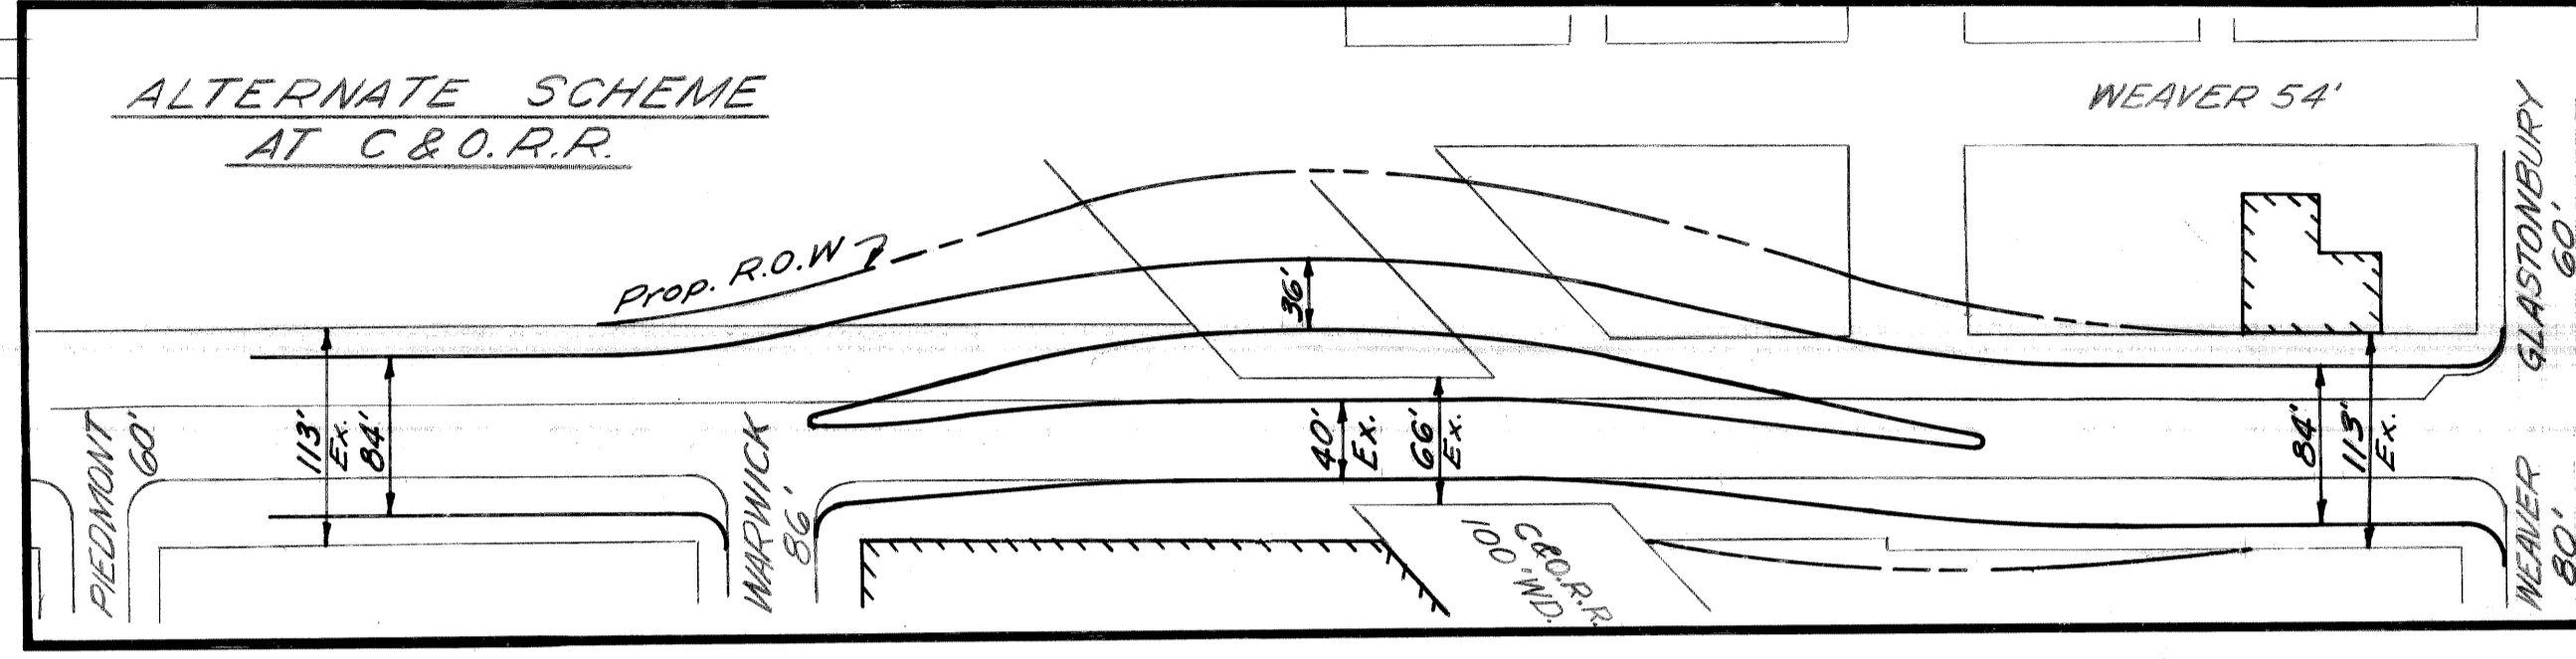 ALTERNATE SCHEME
AT C & O. R.R.
WEAVER 54'
GLASTONBURY
60'
Prop. R.O.W
36'
113'
Ex.
84'
40'
Ex.
66'
Ex.
84'
113'
Ex.
PIEDMONT
60'
WARWICK
86'
C&O.R.R.
100' WD.
WEAVER
80'